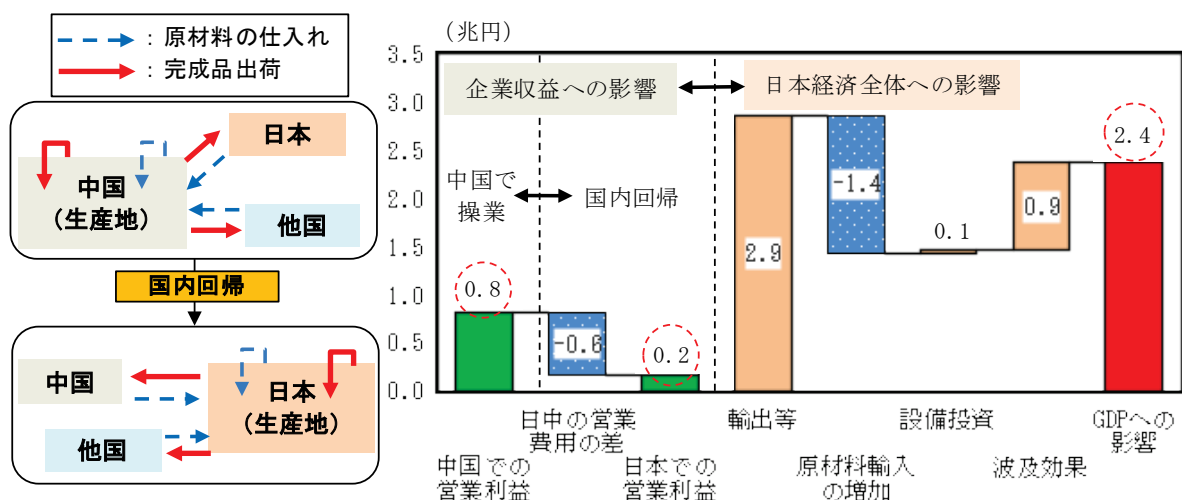 ：原材料の仕入れ
：完成品出荷
日本
中国
（生産地）
他国
国内回帰
中国
日本
（生産地）
他国
（兆円）
3.5
3.0
2.5
2.0
1.5
1.0
0.5
0.0
企業収益への影響
日本経済全体への影響
中国で
操業
国内回帰
0.8
-0.6
0.2
2.9
-1.4
0.1
0.9
2.4
中国での
営業利益
日中の営業
費用の差
日本での
営業利益
輸出等
原材料輸入
の増加
設備投資
波及効果
GDPへの
影響